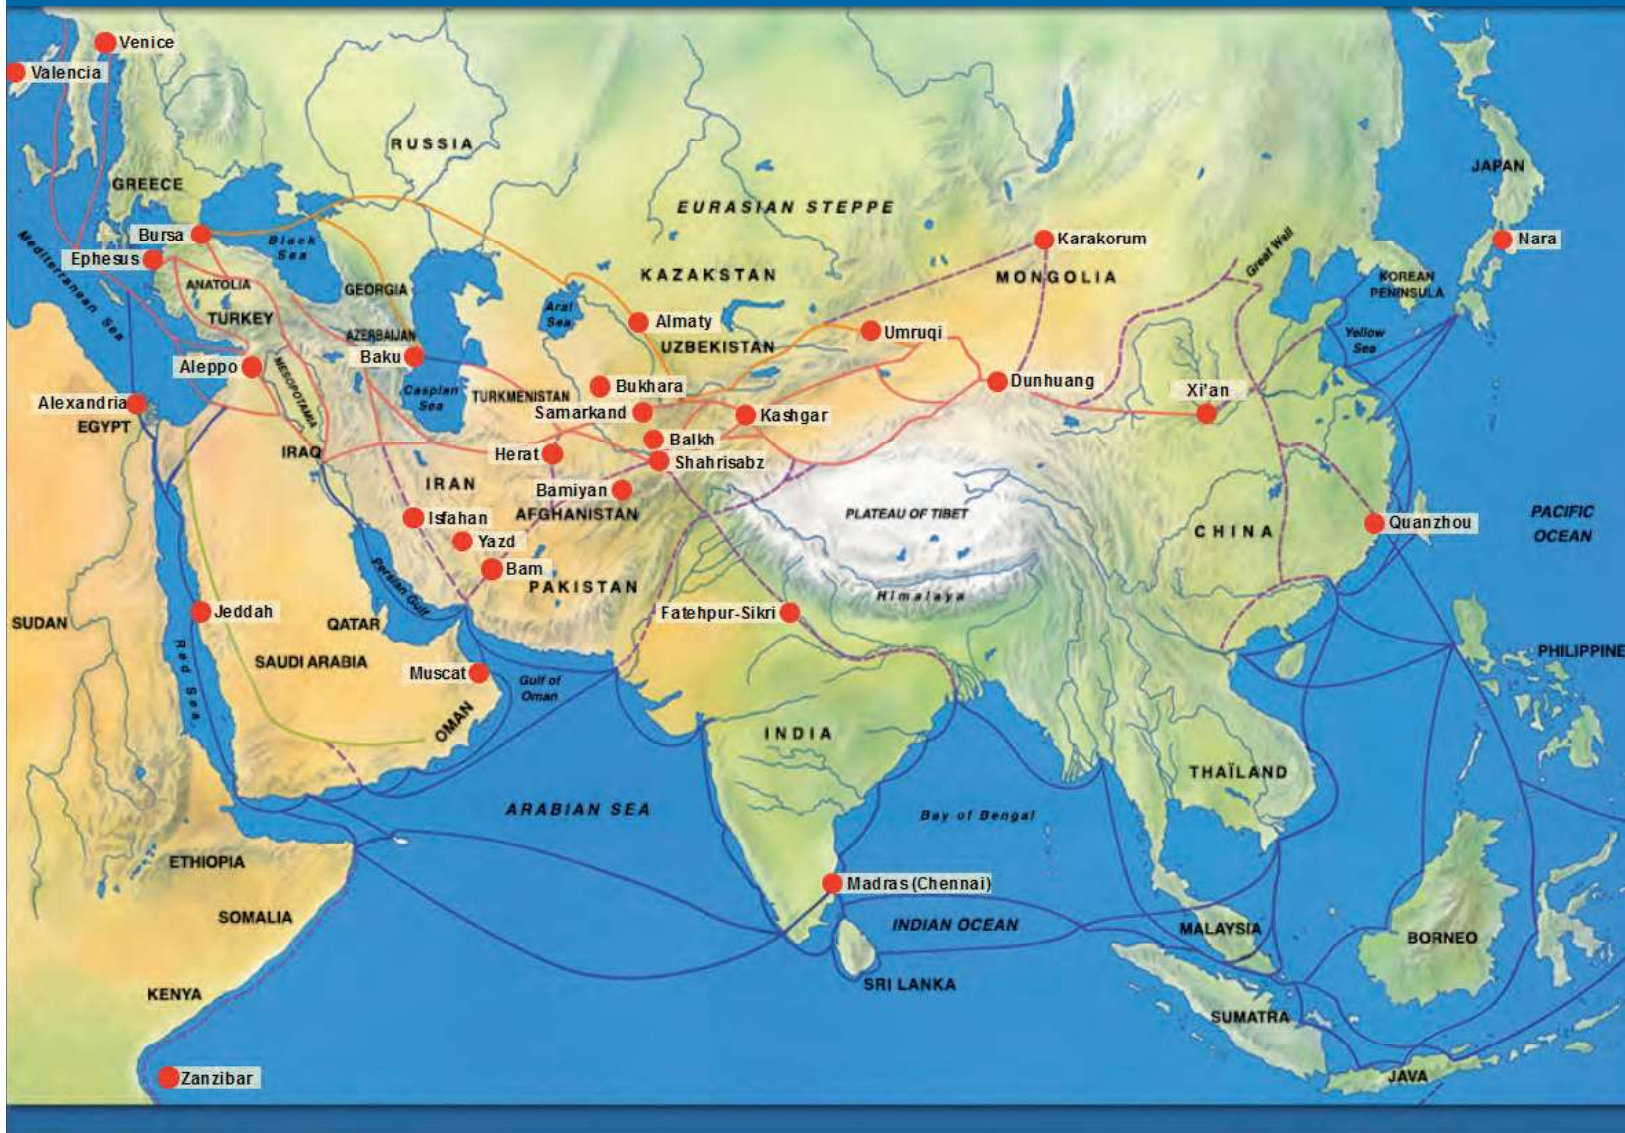 Venice
Valencia
RUSSIA
JAPAN
GREECE
EURASIAN STEPPE
Bursa
Black
Sea
Karakorum
Nara
Mediterranean Sea
Ephesus
Great Wall
KAZAKSTAN
MONGOLIA
KOREAN
PENINSULA
ANATOLIA
GEORGIA
TURKEY
Aral
Sea
Almaty
Umruqi
AZERBAIJAN
UZBEKISTAN
Yellow
Sea
Baku
Aleppo
MESOPOTAMIA
Caspian
Sea
TURKMENISTAN
Bukhara
Dunhuang
Xi'an
Alexandria
EGYPT
Samarkand
Kashgar
Balkh
IRAQ
Herat
Shahrisabz
IRAN
Bamiyan
AFGHANISTAN
PLATEAU OF TIBET
PACIFIC
OCEAN
Isfahan
Quanzhou
CHINA
Yazd
Bam
Persian Gulf
PAKISTAN
Himalaya
Jeddah
Fatehpur-Sikri
SUDAN
QATAR
Red Sea
SAUDI ARABIA
PHILIPPINE
Muscat
Gulf of
Oman
OMAN
INDIA
THAÏLAND
ARABIAN SEA
Bay of Bengal
ETHIOPIA
Madras (Chennai)
SOMALIA
INDIAN OCEAN
MALAYSIA
BORNEO
SRI LANKA
KENYA
SUMATRA
Zanzibar
JAVA